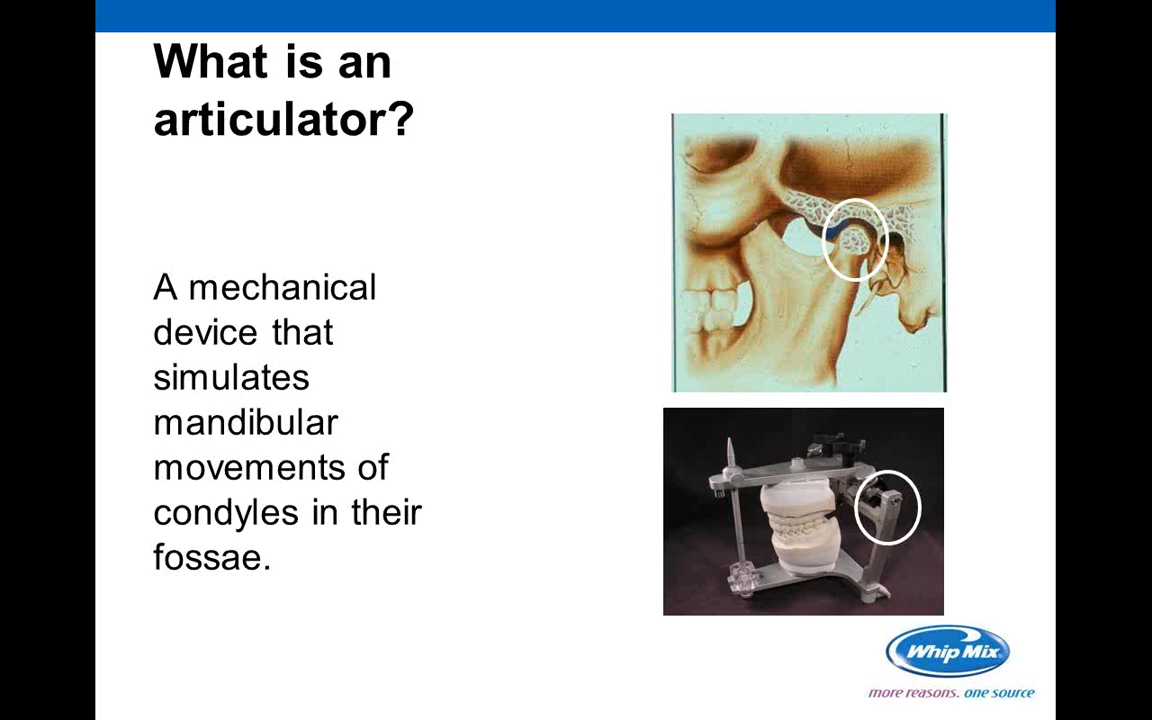 What is an
articulator?
A mechanical
device that
simulates
mandibular
movements of
condyles in their
fossae.
Whip Mix
more reasons. one source